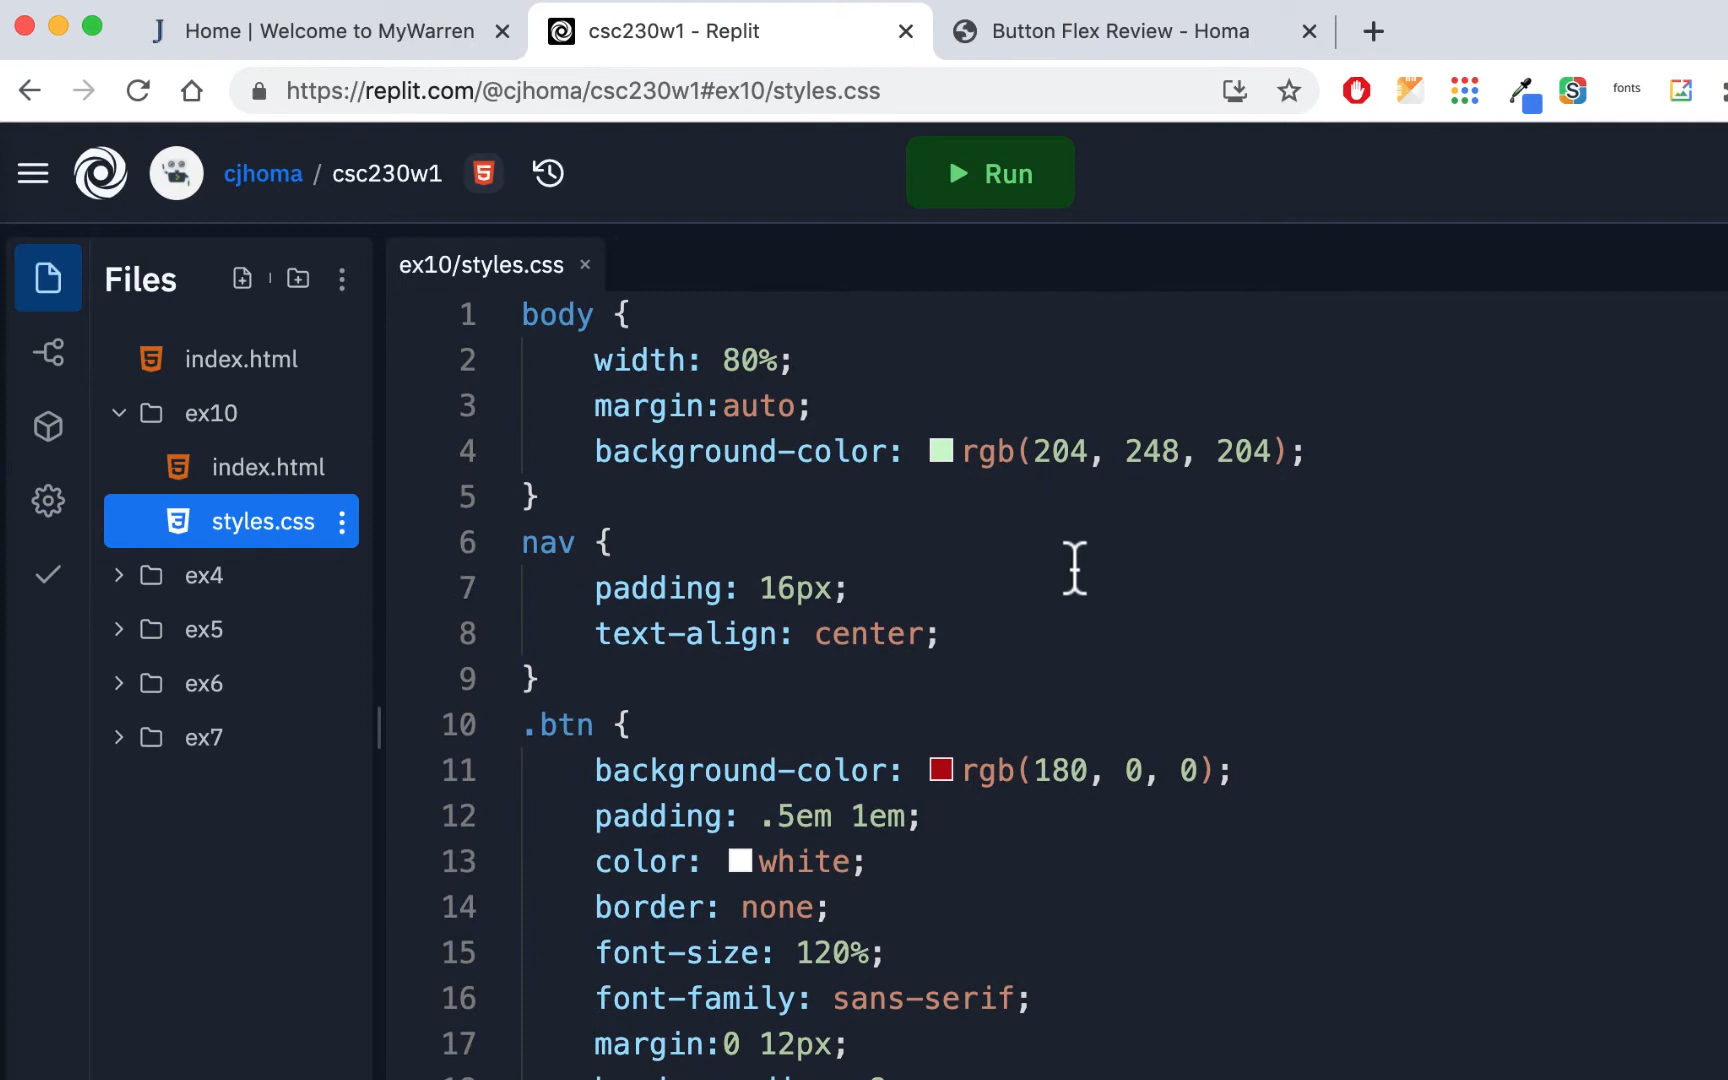 Home | Welcome to MyWarren
csc230w1 - Replit
Button Flex Review - Homa
https://replit.com/@cjhoma/csc230w1#ex10/styles.css
fonts
cjhoma / csc230w1
Run
Files
index.html
ex10
index.html
styles.css
ex4
ex5
ex6
ex7
ex10/styles.css
1 body {
2 width: 80%;
3 margin:auto;
4 background-color: rgb(204, 248, 204);
5 }
6 nav {
7 padding: 16px;
8 text-align: center;
9 }
10 .btn {
11 background-color: rgb(180, 0, 0);
12 padding: .5em 1em;
13 color: white;
14 border: none;
15 font-size: 120%;
16 font-family: sans-serif;
17 margin:0 12px;